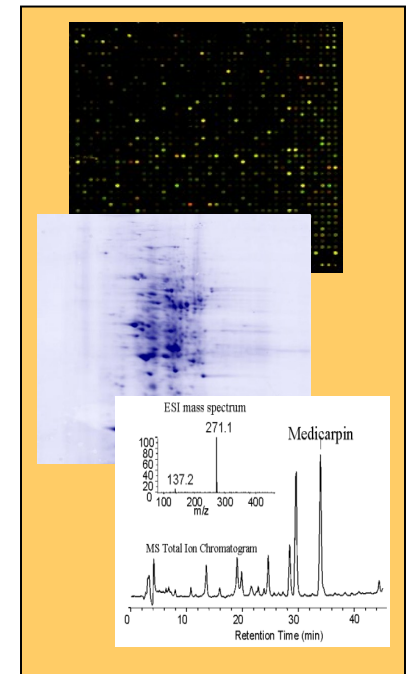 ESI mass spectrum
271.1
Medicarpin
100
80
60
40
20
0
137.2
100 200 300 400
m/z
MS Total Ion Chromatogram
0 10 20 30 40
Retention Time (min)